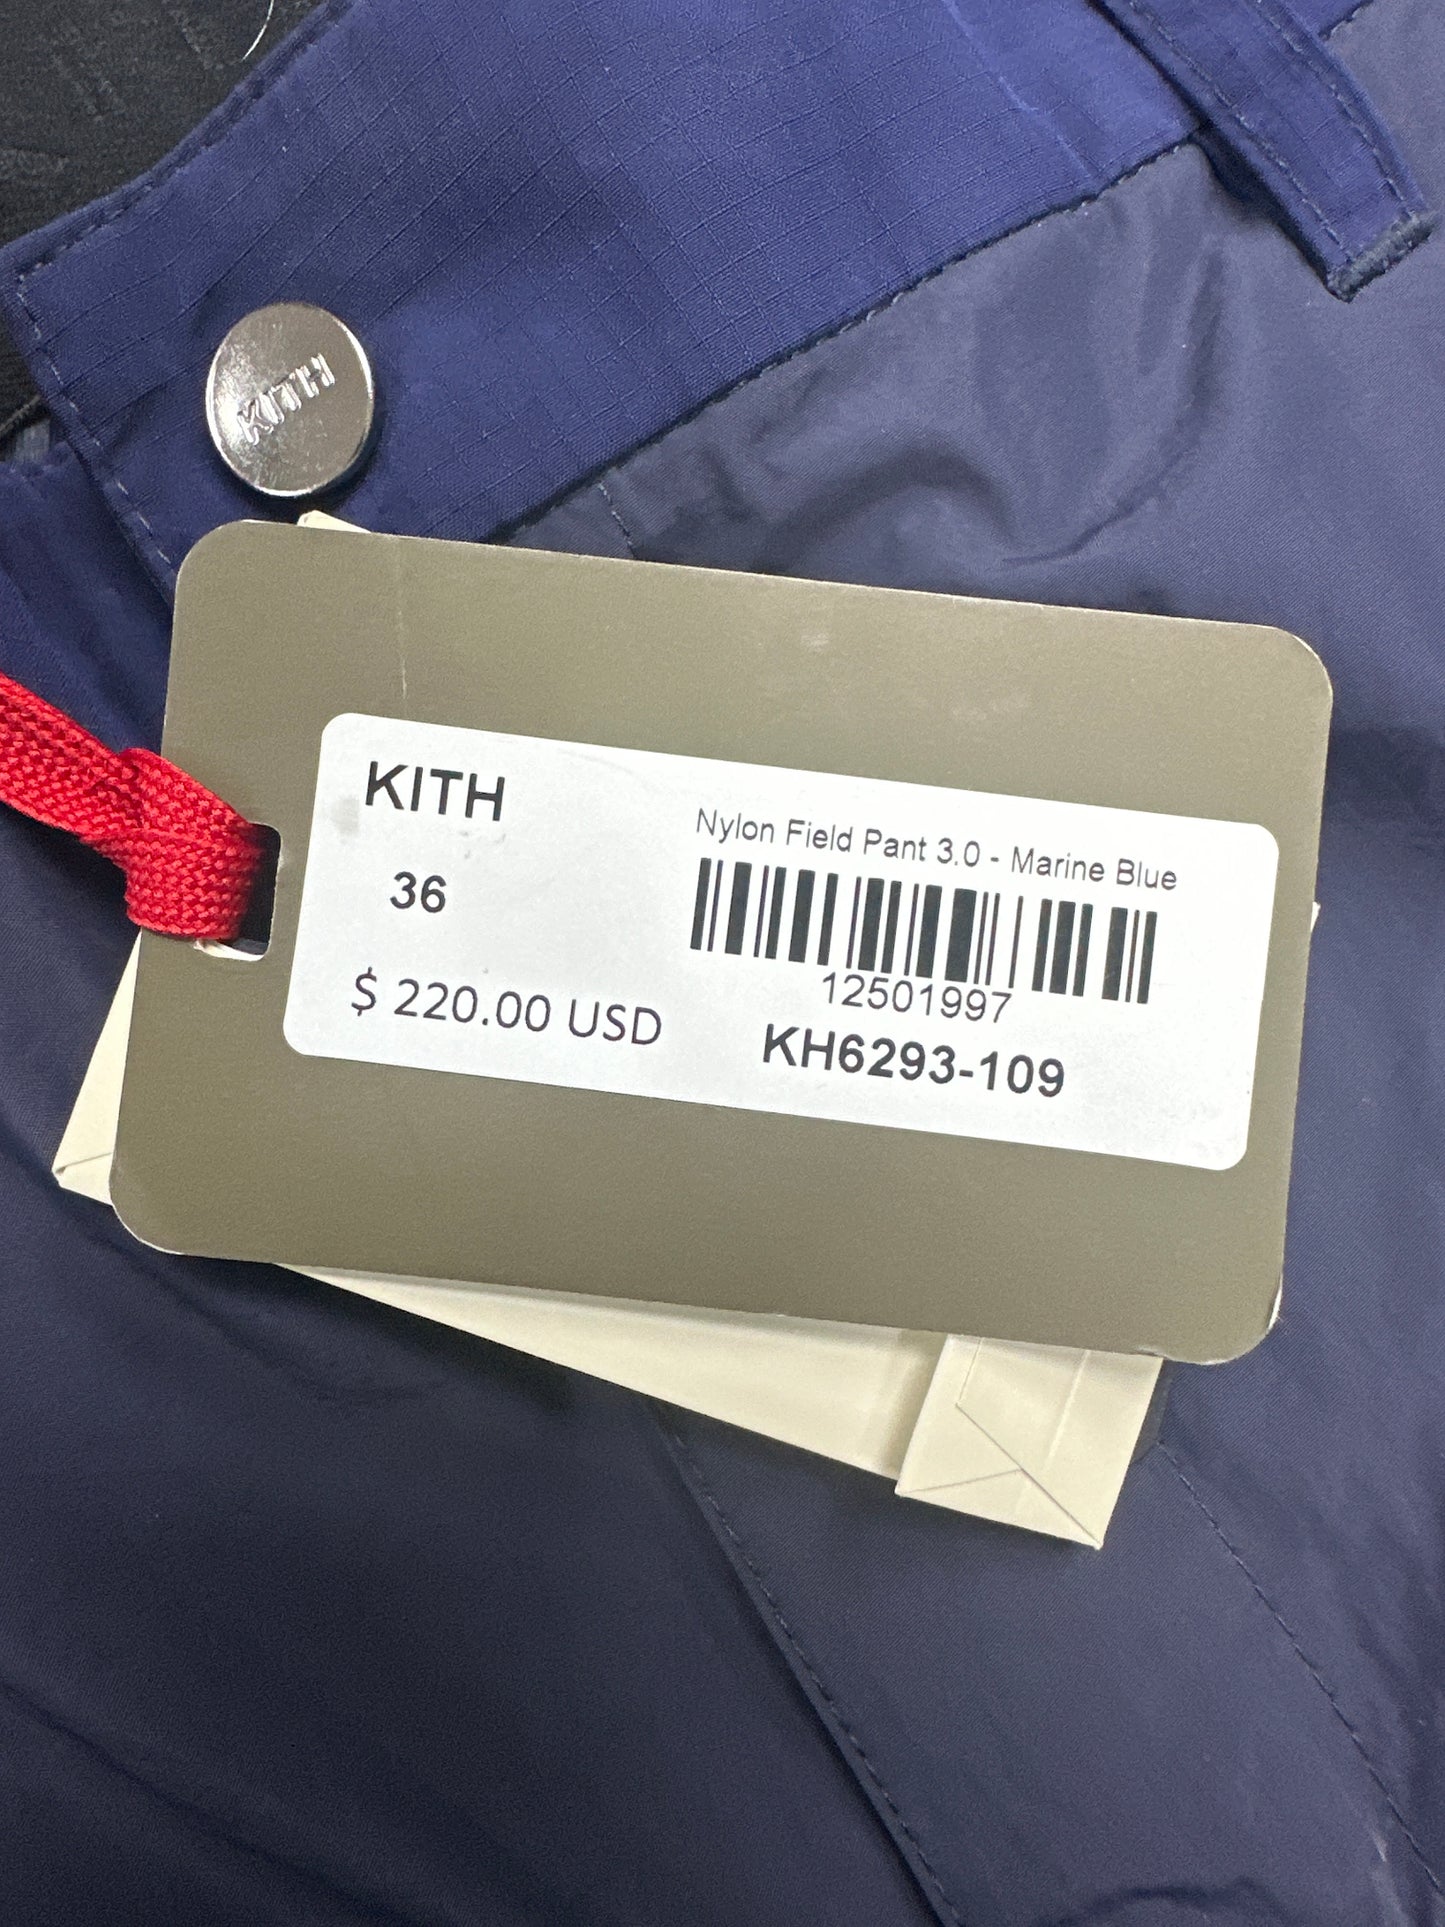 KITH
KITH
36
$ 220.00 USD
Nylon Field Pant 3.0 - Marine Blue
12501997
KH6293-109